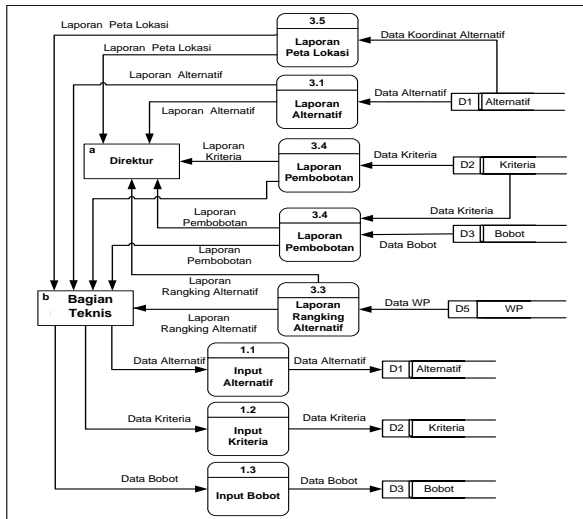 3.5
Laporan Peta Lokasi
Laporan
Peta Lokasi
Data Koordinat Alternatif
Laporan Peta Lokasi
3.1
Laporan Alternatif
Laporan
Alternatif
Data Alternatif
D1 Alternatif
Laporan Alternatif
a
Direktur
Laporan
Kriteria
3.4
Laporan
Pembobotan
Data Kriteria
D2 Kriteria
3.4
Laporan
Pembobotan
Data Kriteria
Laporan
Pembobotan
D3 Bobot
Data Bobot
Laporan
Pembobotan
Laporan
Rangking Alternatif
b
Bagian
Teknis
3.3
Laporan
Rangking
Alternatif
Data WP
D5 WP
Laporan
Rangking Alternatif
1.1
Data Alternatif
Input
Alternatif
Data Alternatif
D1 Alternatif
1.2
Data Kriteria
Input
Kriteria
Data Kriteria
D2 Kriteria
1.3
Data Bobot
Input Bobot
Data Bobot
D3 Bobot